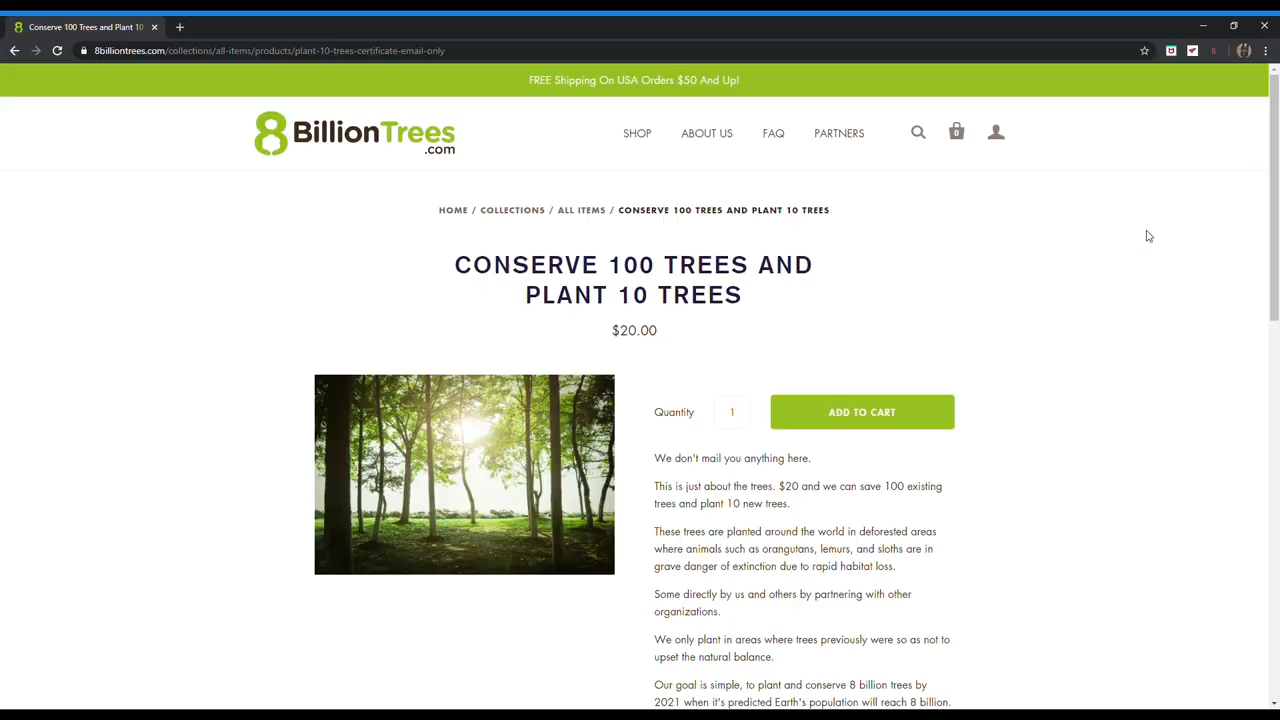 Conserve 100 Trees and Plant 10
8billiontrees.com/collections/all-items/products/plant-10-trees-certificate-email-only
FREE Shipping On USA Orders $50 And Up!
8 BillionTrees
.com
SHOP
ABOUT US
FAQ
PARTNERS
0
HOME / COLLECTIONS / ALL ITEMS / CONSERVE 100 TREES AND PLANT 10 TREES
CONSERVE 100 TREES AND
PLANT 10 TREES
$20.00
Quantity
1
ADD TO CART
We don't mail you anything here.
This is just about the trees. $20 and we can save 100 existing
trees and plant 10 new trees.
These trees are planted around the world in deforested areas
where animals such as orangutans, lemurs, and sloths are in
grave danger of extinction due to rapid habitat loss.
Some directly by us and others by partnering with other
organizations.
We only plant in areas where trees previously were so as not to
upset the natural balance.
Our goal is simple, to plant and conserve 8 billion trees by
2021 when it's predicted Earth's population will reach 8 billion.